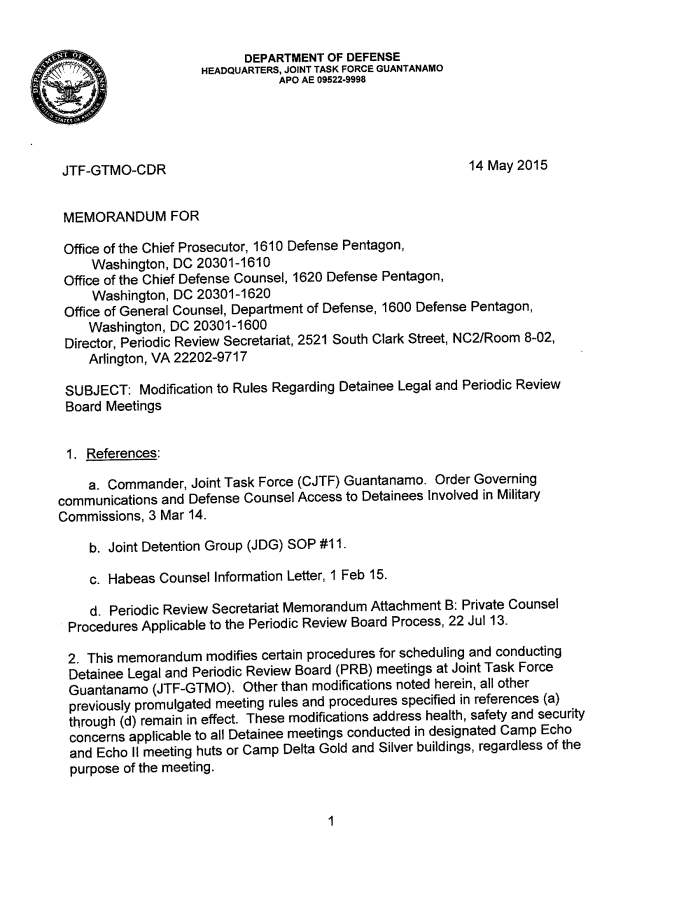 DEPARTMENT OF DEFENSE
HEADQUARTERS, JOINT TASK FORCE GUANTANAMO
APO AE 09522-9998
DEPARTMENT OF DEFENSE
UNITED STATES OF AMERICA
JTF-GTMO-CDR
14 May 2015
MEMORANDUM FOR
Office of the Chief Prosecutor, 1610 Defense Pentagon,
Washington, DC 20301-1610
Office of the Chief Defense Counsel, 1620 Defense Pentagon,
Washington, DC 20301-1620
Office of General Counsel, Department of Defense, 1600 Defense Pentagon,
Washington, DC 20301-1600
Director, Periodic Review Secretariat, 2521 South Clark Street, NC2/Room 8-02,
Arlington, VA 22202-9717
SUBJECT: Modification to Rules Regarding Detainee Legal and Periodic Review
Board Meetings
1. References:
a. Commander, Joint Task Force (CJTF) Guantanamo. Order Governing
communications and Defense Counsel Access to Detainees Involved in Military
Commissions, 3 Mar 14.
b. Joint Detention Group (JDG) SOP #11.
c. Habeas Counsel Information Letter, 1 Feb 15.
d. Periodic Review Secretariat Memorandum Attachment B: Private Counsel
Procedures Applicable to the Periodic Review Board Process, 22 Jul 13.
2. This memorandum modifies certain procedures for scheduling and conducting
Detainee Legal and Periodic Review Board (PRB) meetings at Joint Task Force
Guantanamo (JTF-GTMO). Other than modifications noted herein, all other
previously promulgated meeting rules and procedures specified in references (a)
through (d) remain in effect. These modifications address health, safety and security
concerns applicable to all Detainee meetings conducted in designated Camp Echo
and Echo II meeting huts or Camp Delta Gold and Silver buildings, regardless of the
purpose of the meeting.
1